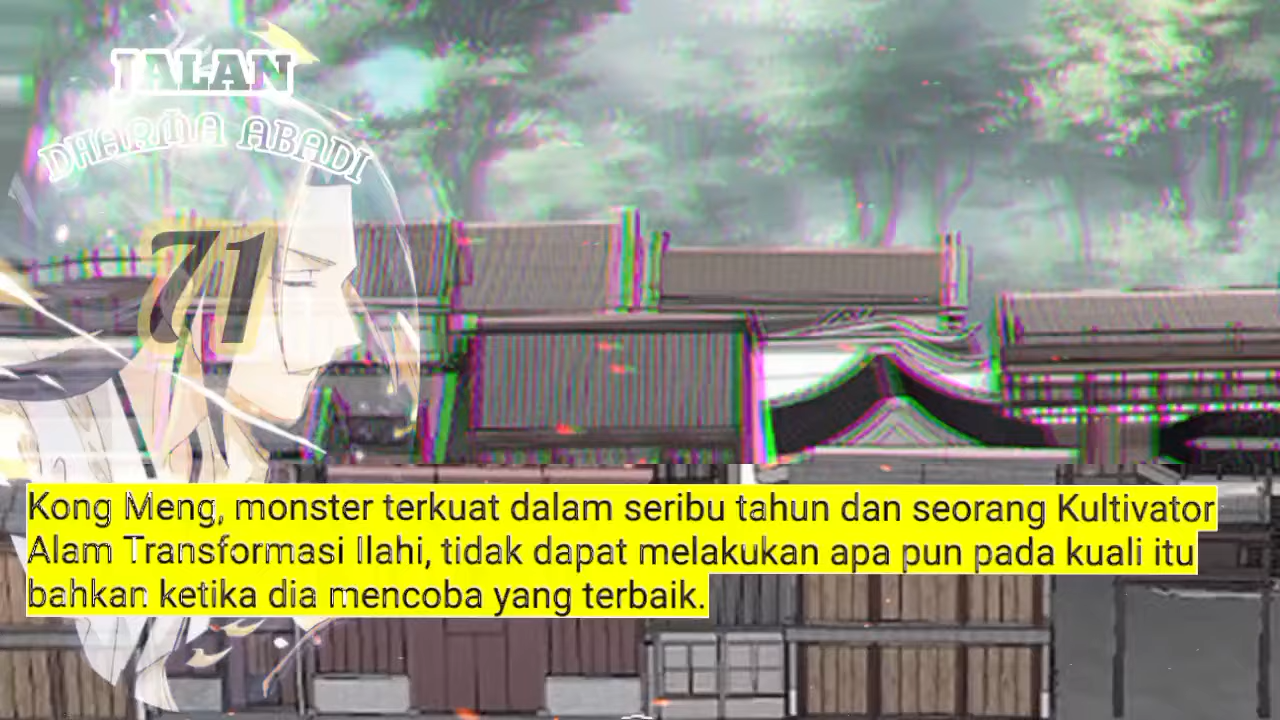 JALAN
DHARMA ABADI
71
Kong Meng, monster terkuat dalam seribu tahun dan seorang Kultivator
Alam Transformasi Ilahi, tidak dapat melakukan apa pun pada kuali itu
bahkan ketika dia mencoba yang terbaik.